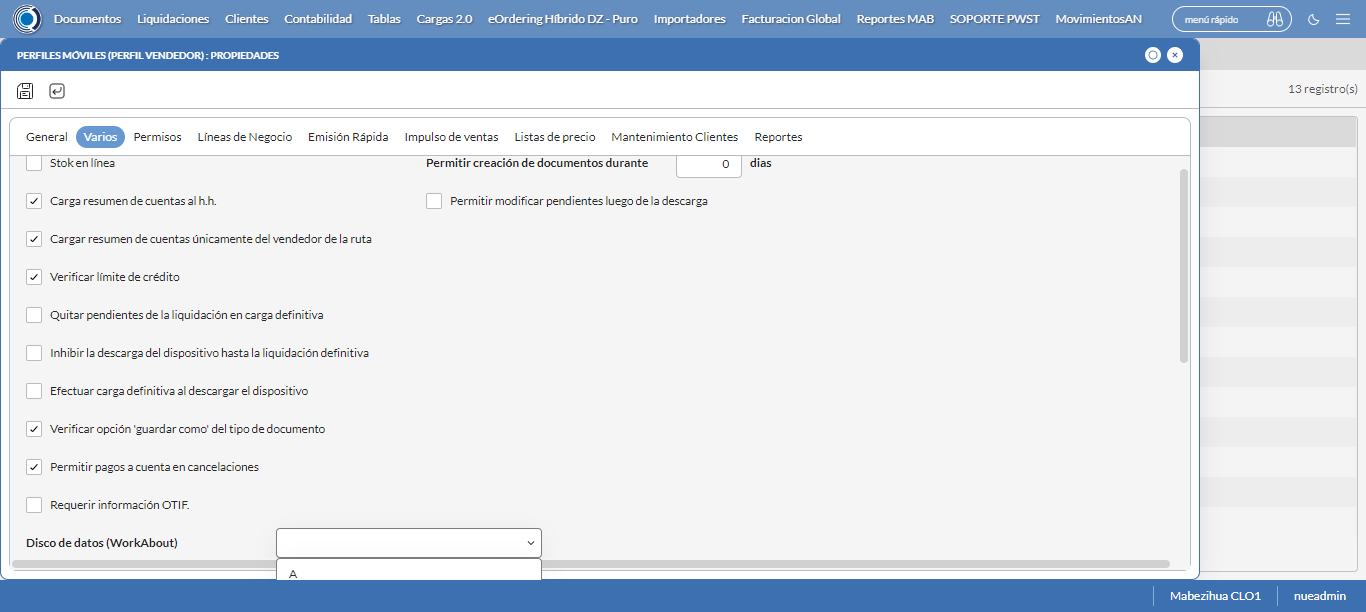 Documentos Liquidaciones Clientes Contabilidad Tablas Cargas 2.0 eOrdering Híbrido DZ - Puro Importadores Facturacion Global Reportes MAB SOPORTE PWST MovimientosAN menú rápido
PERFILES MÓVILES (PERFIL VENDEDOR) : PROPIEDADES
13 registro(s)
General Varios Permisos Líneas de Negocio Emisión Rápida Impulso de ventas Listas de precio Mantenimiento Clientes Reportes
Stok en línea Permitir creación de documentos durante 0 dias
Carga resumen de cuentas al h.h. Permitir modificar pendientes luego de la descarga
Cargar resumen de cuentas únicamente del vendedor de la ruta
Verificar límite de crédito
Quitar pendientes de la liquidación en carga definitiva
Inhibir la descarga del dispositivo hasta la liquidación definitiva
Efectuar carga definitiva al descargar el dispositivo
Verificar opción 'guardar como' del tipo de documento
Permitir pagos a cuenta en cancelaciones
Requerir información OTIF.
Disco de datos (WorkAbout)
A
Mabezihua CLO1 nueadmin